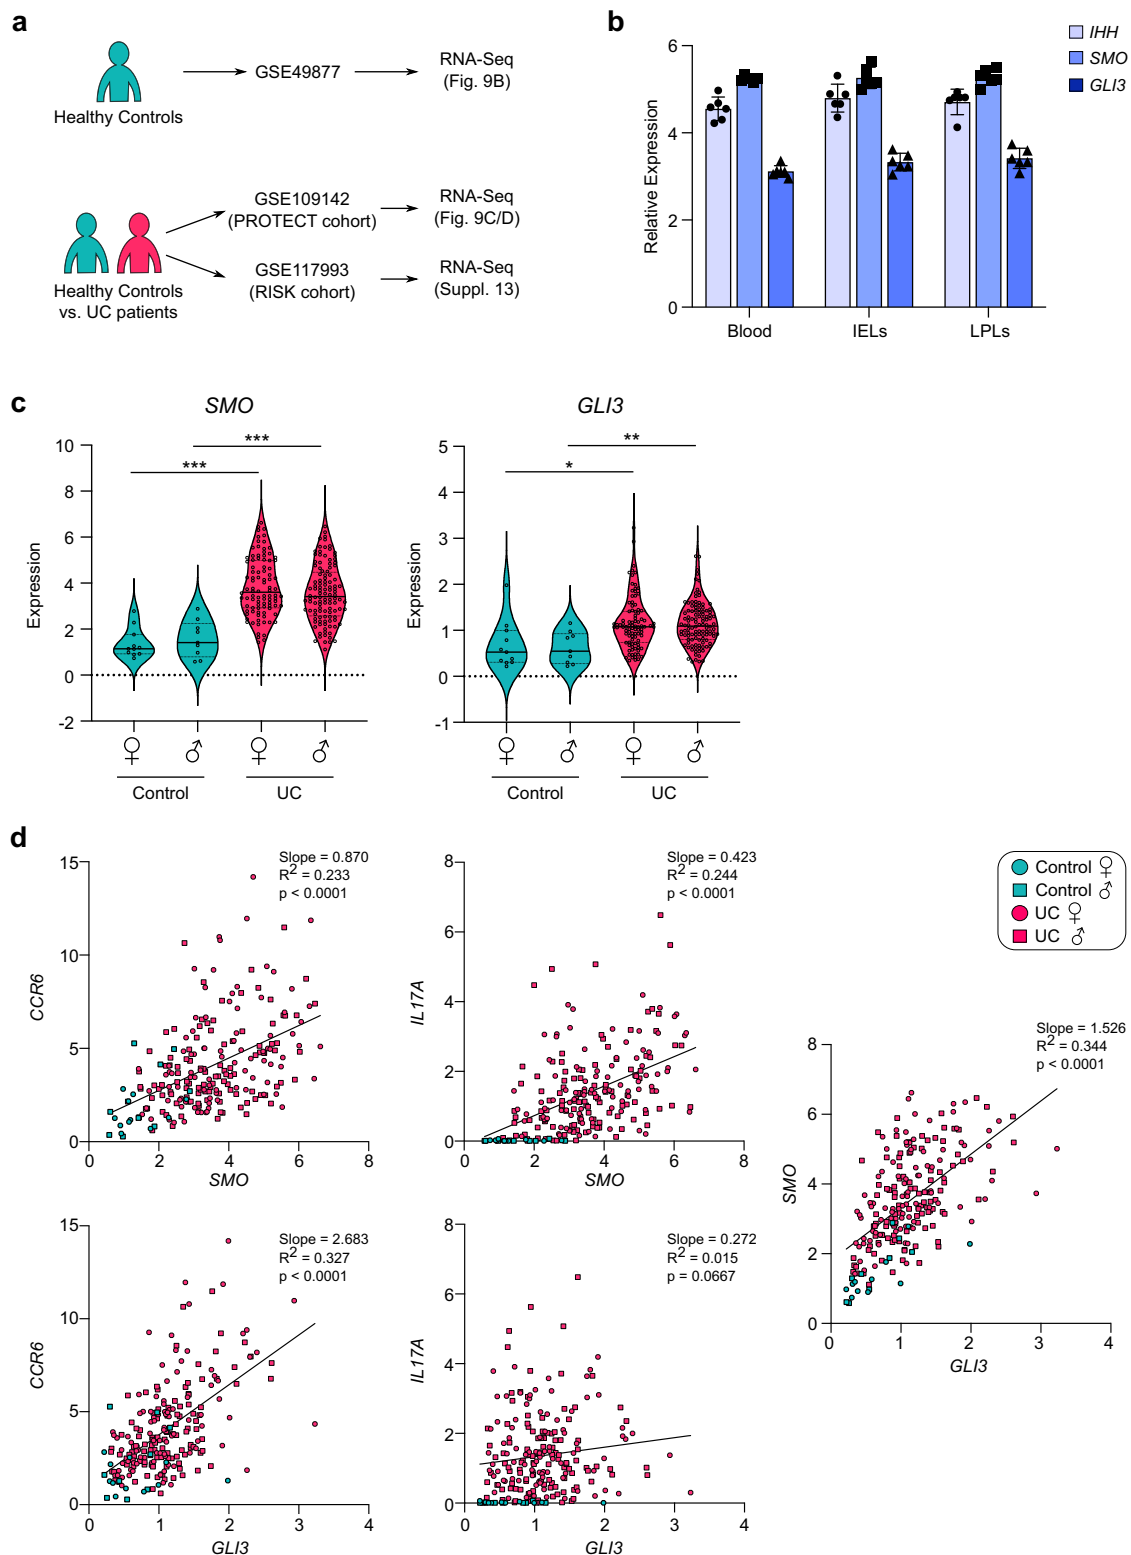 a
Healthy Controls
GSE49877
RNA-Seq
(Fig. 9B)
Healthy Controls
vs. UC patients
GSE109142
(PROTECT cohort)
RNA-Seq
(Fig. 9C/D)
GSE117993
(RISK cohort)
RNA-Seq
(Suppl. 13)
b
Relative Expression
6
4
2
0
Blood
IELs
LPLs
IHH
SMO
GLI3
c
SMO
Expression
10
8
6
4
2
0
-2
***
***
♀
♂
♀
♂
Control
UC
GLI3
Expression
5
4
3
2
1
0
-1
*
**
♀
♂
♀
♂
Control
UC
d
CCR6
15
10
5
0
0 2 4 6 8
SMO
Slope = 0.870
R2 = 0.233
p < 0.0001
IL17A
8
6
4
2
0
0 2 4 6 8
SMO
Slope = 0.423
R2 = 0.244
p < 0.0001
Control ♀
Control ♂
UC ♀
UC ♂
SMO
8
6
4
2
0
0 1 2 3 4
GLI3
Slope = 1.526
R2 = 0.344
p < 0.0001
CCR6
15
10
5
0
0 1 2 3 4
GLI3
Slope = 2.683
R2 = 0.327
p < 0.0001
IL17A
8
6
4
2
0
0 1 2 3 4
GLI3
Slope = 0.272
R2 = 0.015
p = 0.0667